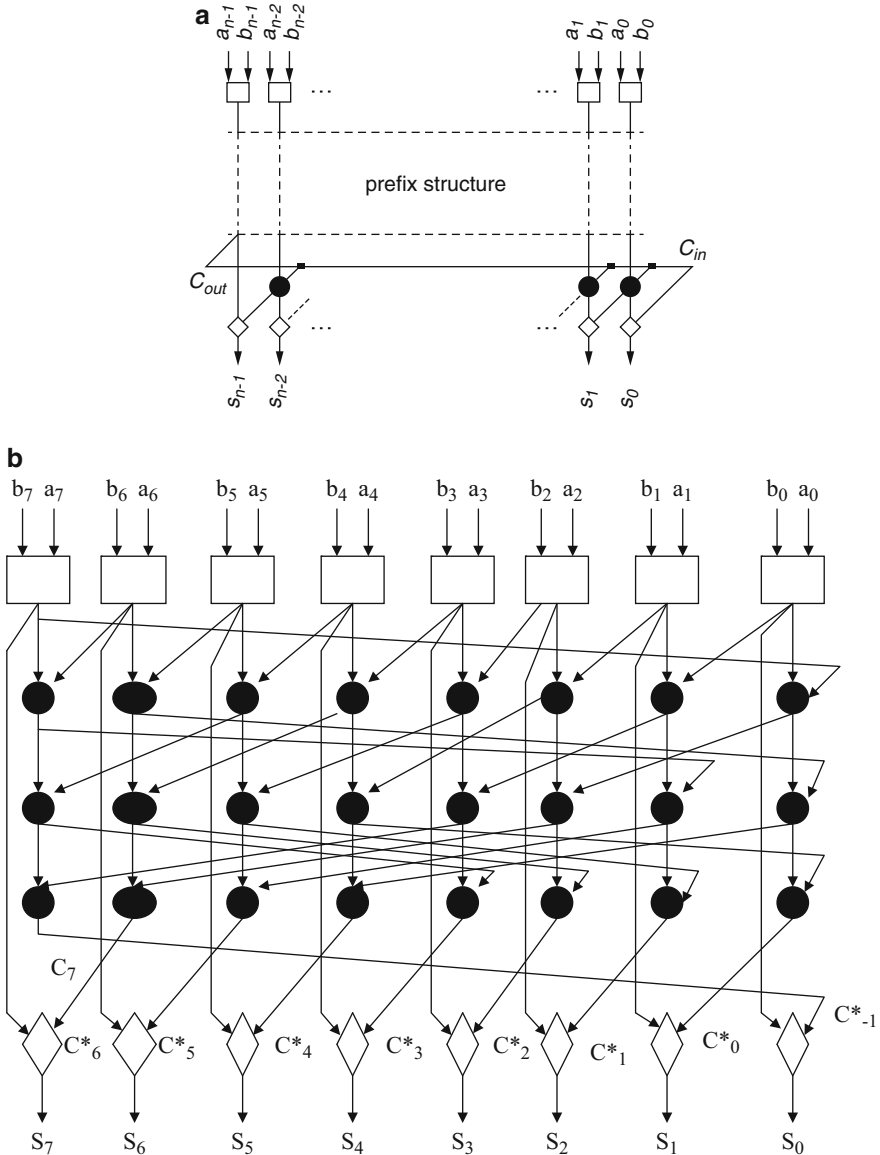 a
a_{n-1} b_{n-1} a_{n-2} b_{n-2} a_1 b_1 a_0 b_0
... ...
prefix structure
C_{in}
C_{out}
... ...
s_{n-1} s_{n-2} s_1 s_0
b
b_7 a_7 b_6 a_6 b_5 a_5 b_4 a_4 b_3 a_3 b_2 a_2 b_1 a_1 b_0 a_0
C_7
C*_6 C*_5 C*_4 C*_3 C*_2 C*_1 C*_0 C*_{-1}
S_7 S_6 S_5 S_4 S_3 S_2 S_1 S_0